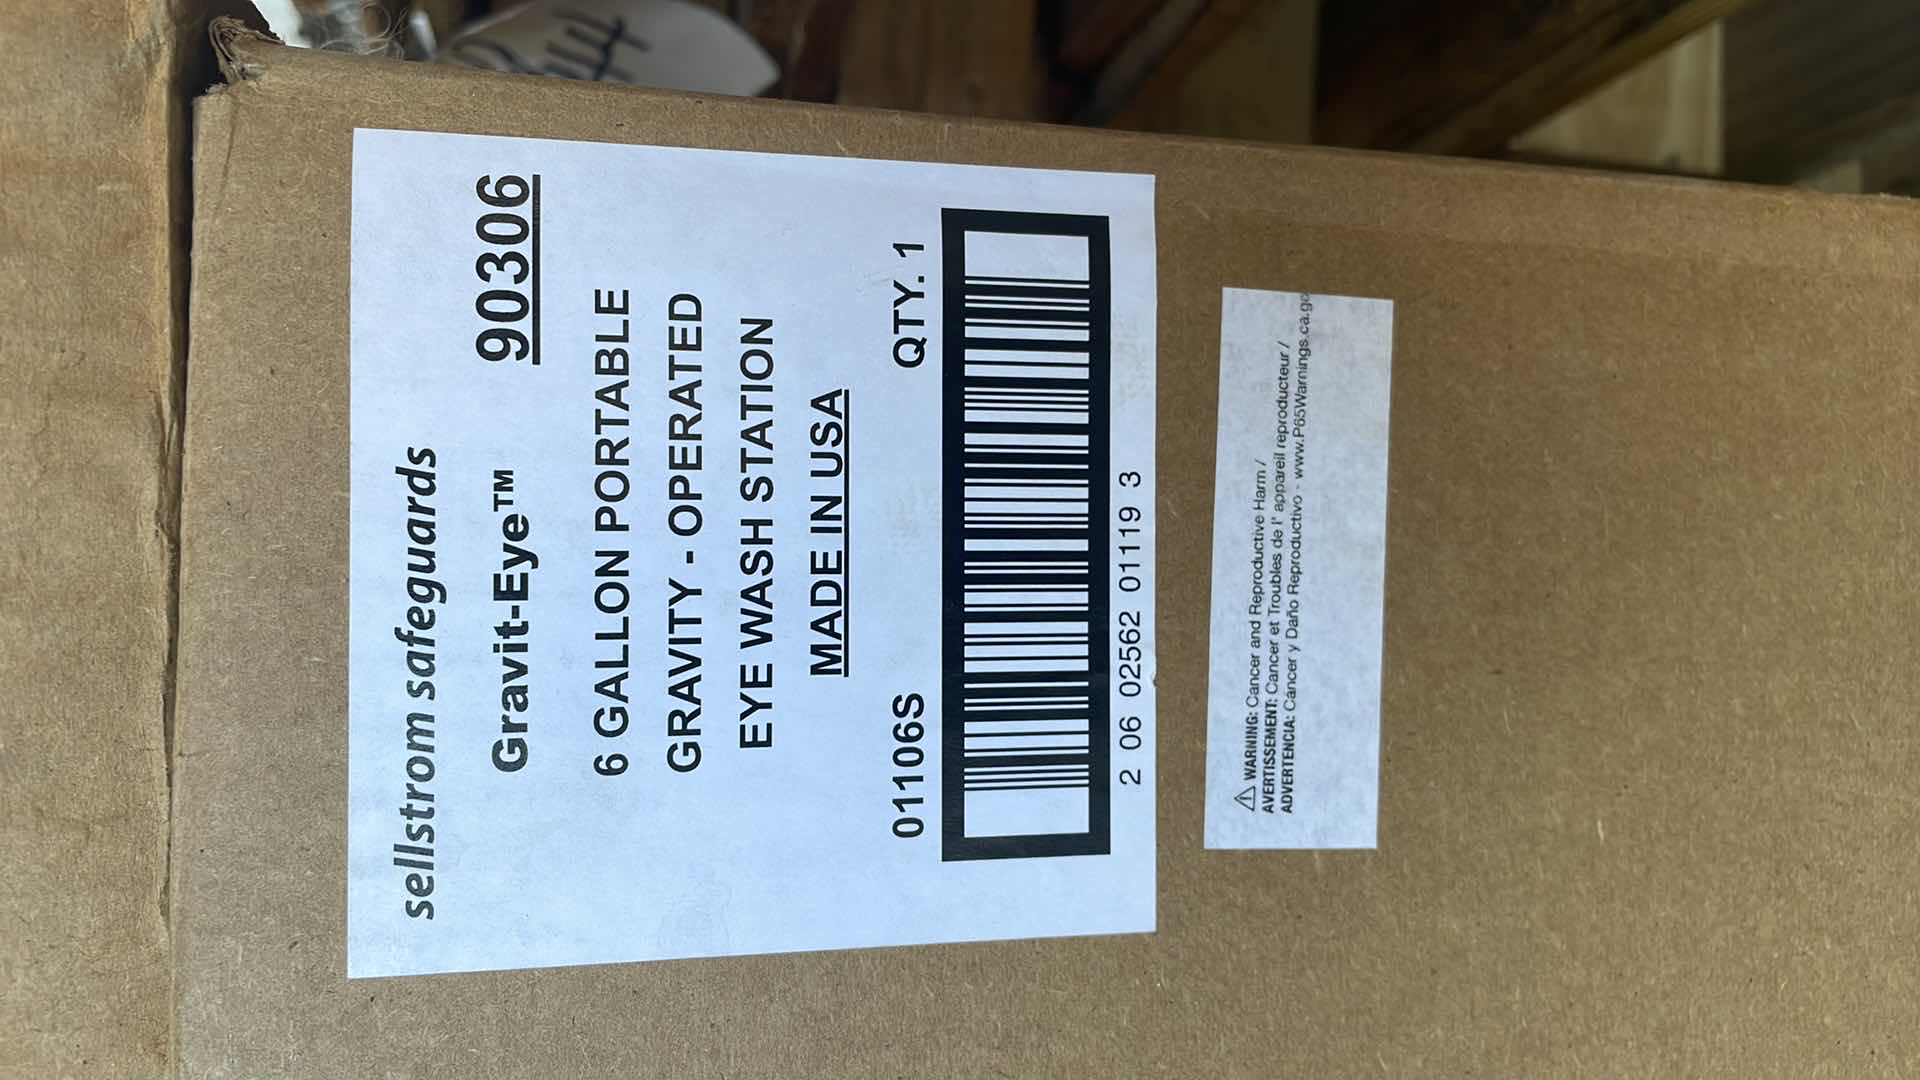 sellstrom safeguards
Gravit-Eye™ 90306
6 GALLON PORTABLE
GRAVITY - OPERATED
EYE WASH STATION
MADE IN USA
01106S QTY. 1
2 06 02562 01119 3
⚠ WARNING: Cancer and Reproductive Harm /
AVERTISSEMENT: Cancer et Troubles de l' appareil reproducteur /
ADVERTENCIA: Cáncer y Daño Reproductivo - www.P65Warnings.ca.go